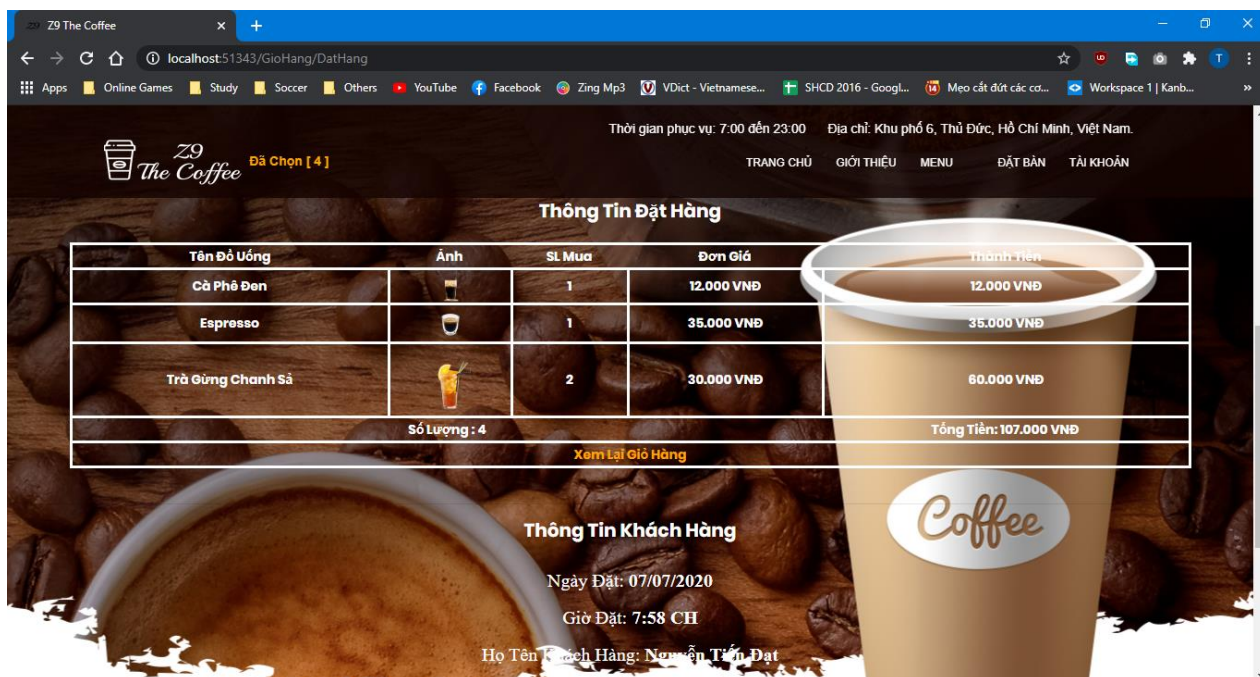 Z9 The Coffee
localhost:51343/GioHang/DatHang
Apps Online Games Study Soccer Others YouTube Facebook Zing Mp3 VDict - Vietnamese... SHCD 2016 - Googl... Mẹo cắt đứt các cơ... Workspace 1 | Kanb...
Thời gian phục vụ: 7:00 đến 23:00 Địa chỉ: Khu phố 6, Thủ Đức, Hồ Chí Minh, Việt Nam.
Z9
The Coffee
Đã Chọn [ 4 ]
TRANG CHỦ GIỚI THIỆU MENU ĐẶT BÀN TÀI KHOẢN
Thông Tin Đặt Hàng
Tên Đồ Uống Ảnh SL Mua Đơn Giá Thành Tiền
Cà Phê Đen 1 12.000 VNĐ 12.000 VNĐ
Espresso 1 35.000 VNĐ 35.000 VNĐ
Trà Gừng Chanh Sả 2 30.000 VNĐ 60.000 VNĐ
Số Lượng : 4 Tổng Tiền: 107.000 VNĐ
Xem Lại Giỏ Hàng
Coffee
Thông Tin Khách Hàng
Ngày Đặt: 07/07/2020
Giờ Đặt: 7:58 CH
Họ Tên Khách Hàng: Nguyễn Tiến Đạt